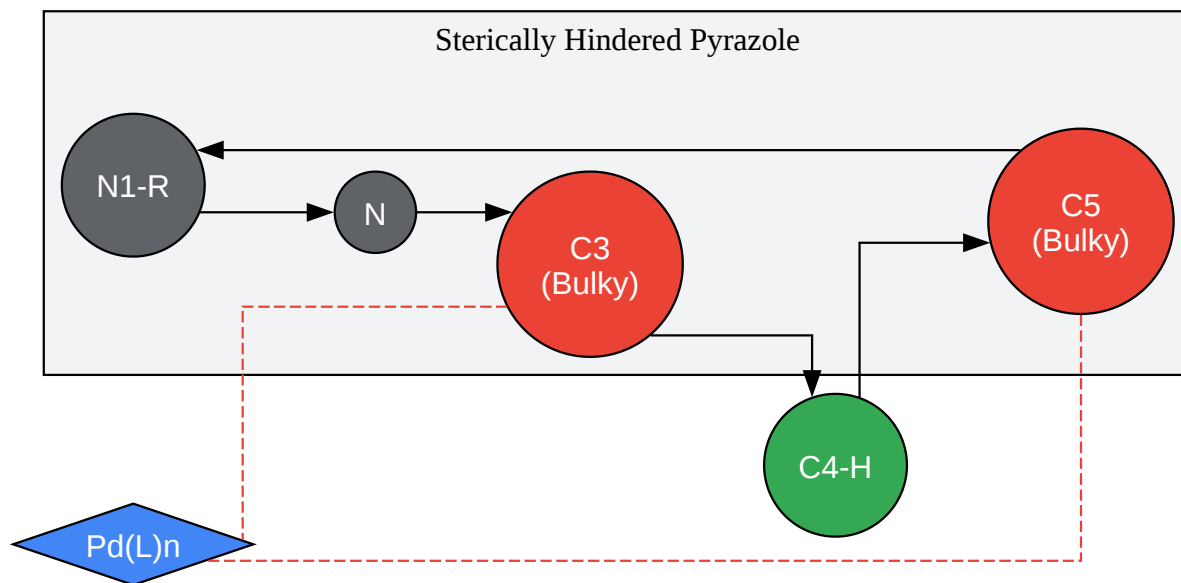 Sterically Hindered Pyrazole
N1-R
N
C3
(Bulky)
C5
(Bulky)
C4-H
Pd(L)n